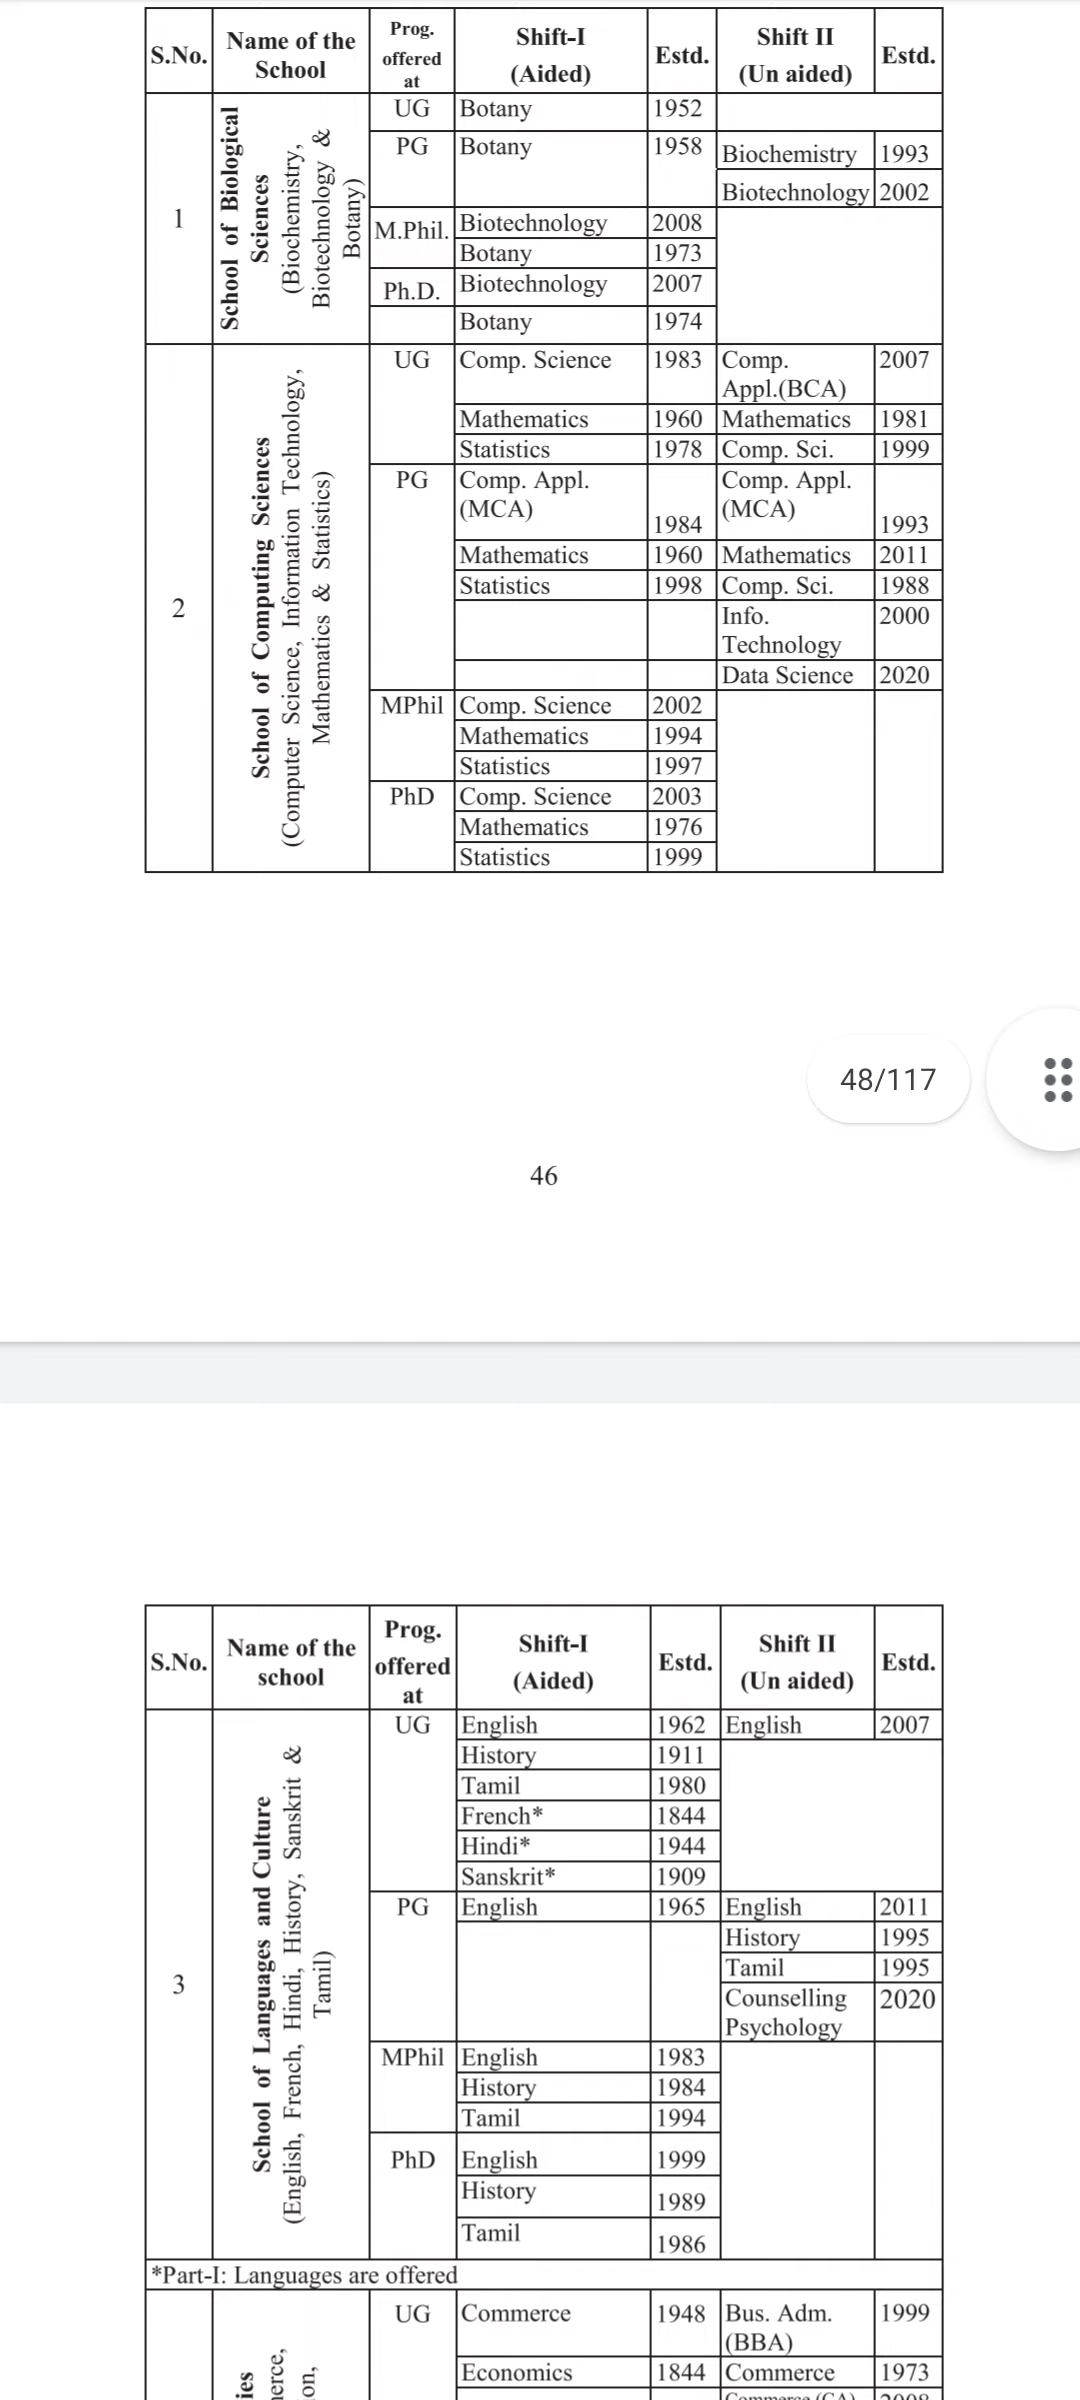 S.No. Name of the School Prog. offered at Shift-I (Aided) Estd. Shift II (Un aided) Estd.
1 School of Biological Sciences (Biochemistry, Biotechnology & Botany)
UG Botany 1952
PG Botany 1958 Biochemistry 1993
Biotechnology 2002
M.Phil. Biotechnology 2008
Botany 1973
Ph.D. Biotechnology 2007
Botany 1974
2 School of Computing Sciences (Computer Science, Information Technology, Mathematics & Statistics)
UG Comp. Science 1983 Comp. Appl.(BCA) 2007
Mathematics 1960 Mathematics 1981
Statistics 1978 Comp. Sci. 1999
PG Comp. Appl. (MCA) 1984 Comp. Appl. (MCA) 1993
Mathematics 1960 Mathematics 2011
Statistics 1998 Comp. Sci. 1988
Info. Technology 2000
Data Science 2020
MPhil Comp. Science 2002
Mathematics 1994
Statistics 1997
PhD Comp. Science 2003
Mathematics 1976
Statistics 1999
48/117
46
S.No. Name of the school Prog. offered at Shift-I (Aided) Estd. Shift II (Un aided) Estd.
3 School of Languages and Culture (English, French, Hindi, History, Sanskrit & Tamil)
UG English 1962 English 2007
History 1911
Tamil 1980
French* 1844
Hindi* 1944
Sanskrit* 1909
PG English 1965 English 2011
History 1995
Tamil 1995
Counselling Psychology 2020
MPhil English 1983
History 1984
Tamil 1994
PhD English 1999
History 1989
Tamil 1986
*Part-I: Languages are offered
UG Commerce 1948 Bus. Adm. (BBA) 1999
Economics 1844 Commerce 1973